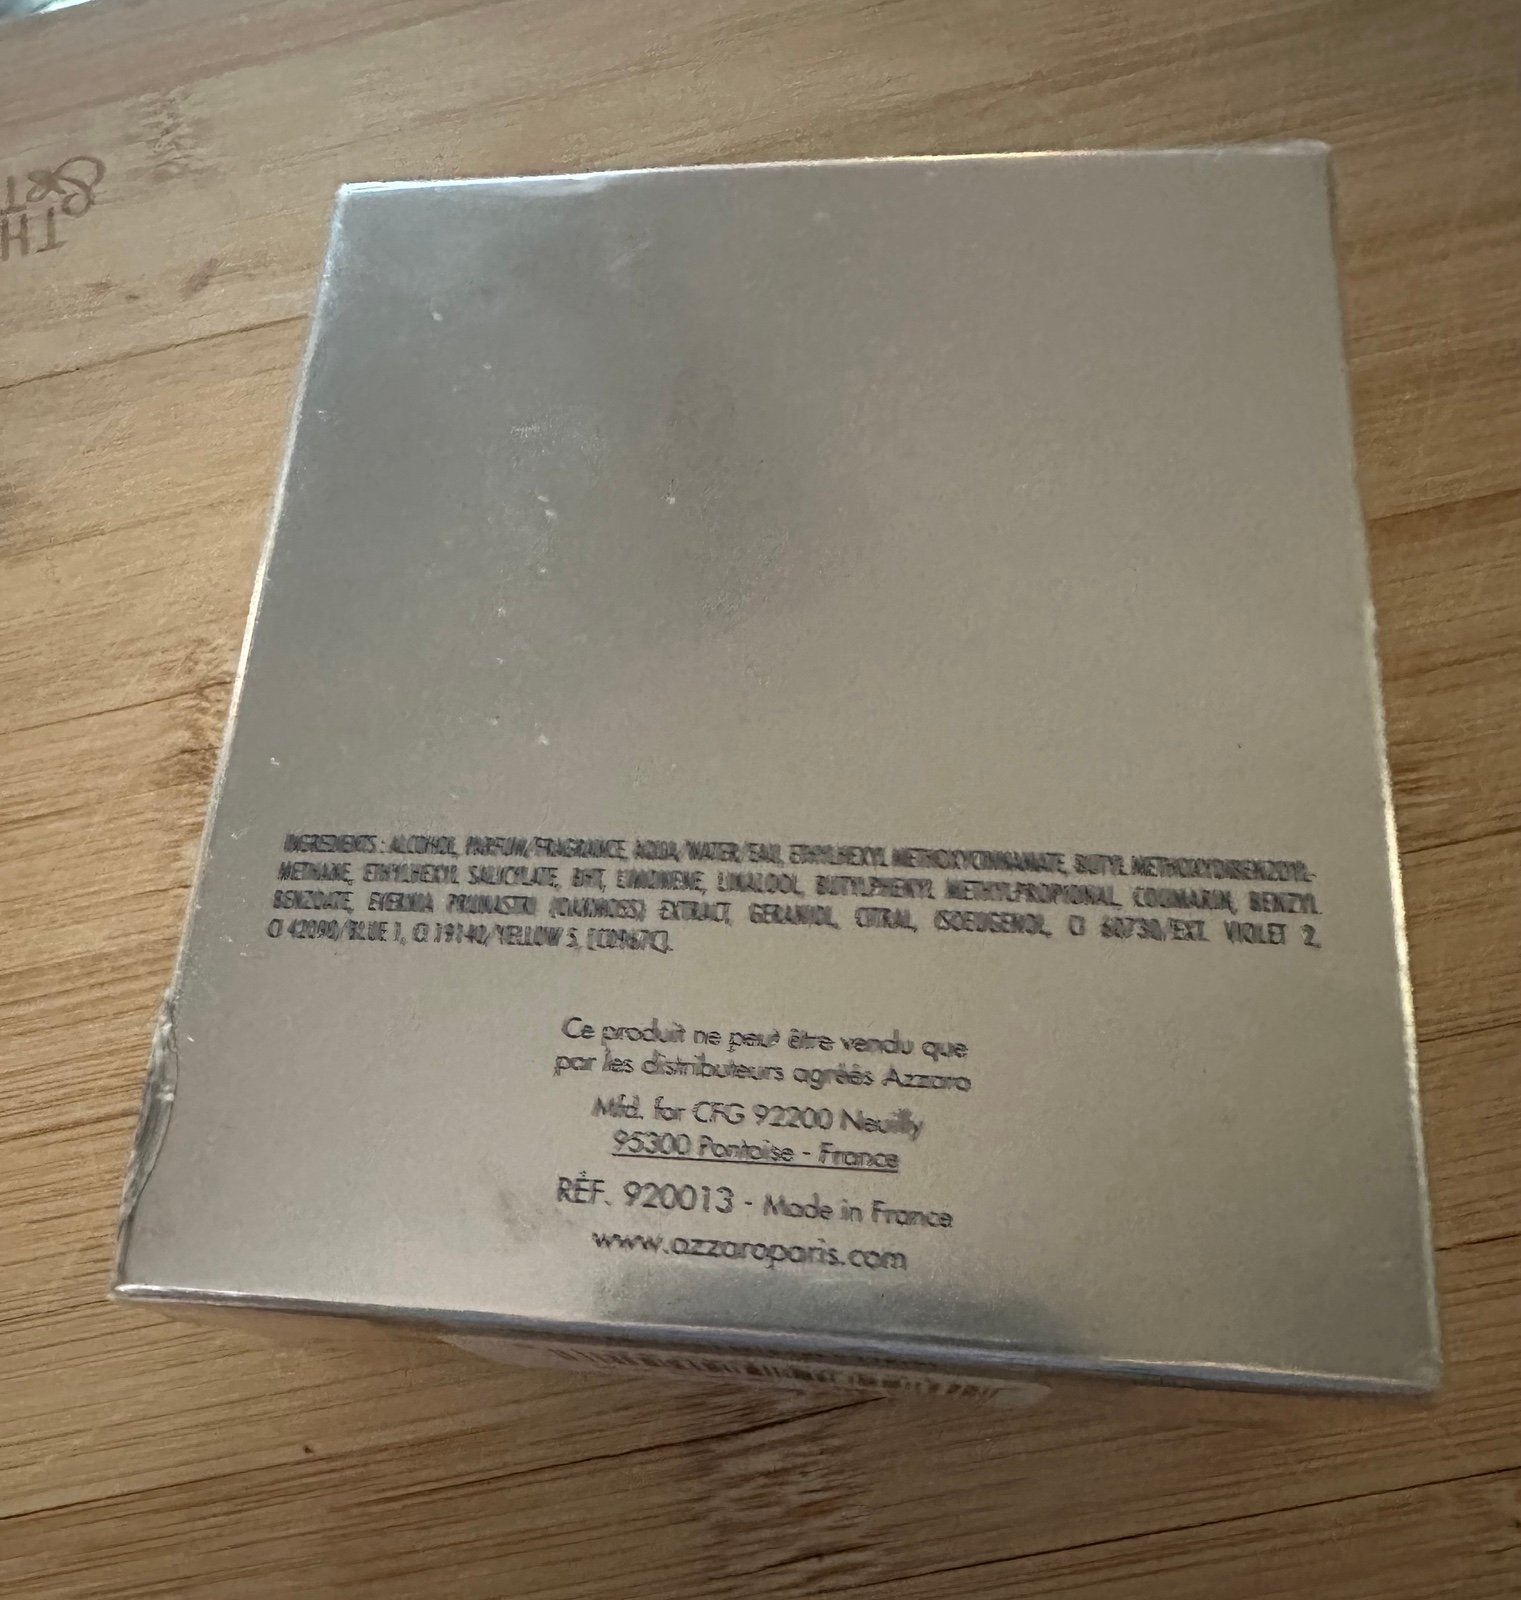 TH
INGREDIENTS : ALCOHOL, PARFUM/FRAGRANCE, AQUA/WATER/EAU, ETHYLHEXYL METHOXYCINNAMATE, BUTYL METHOXYDIBENZOYL-
METHANE, ETHYLHEXYL SALICYLATE, BHT, LIMONENE, LINALOOL, BUTYLPHENYL METHYLPROPIONAL, COUMARIN, BENZYL
BENZOATE, EVERNIA PRUNASTRI (OAKMOSS) EXTRACT, GERANIOL, CITRAL, ISOEUGENOL, CI 60730/EXT. VIOLET 2,
CI 42090/BLUE 1, CI 19140/YELLOW 5,
Ce produit ne peut être vendu que
par les distributeurs agréés Azzaro
Mfd. for CFG 92200 Neuilly
95300 Pontoise - France
RÉF. 920013 - Made in France
www.azzaroparis.com